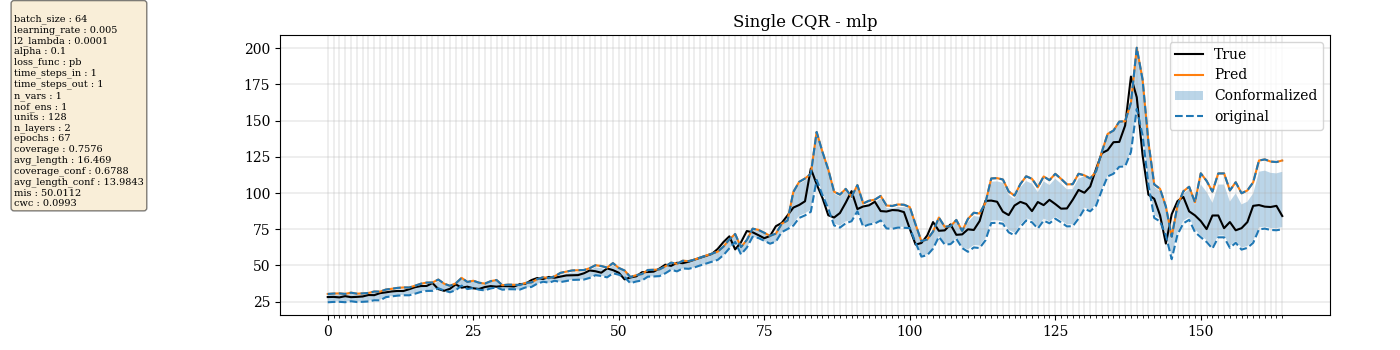 batch_size : 64
learning_rate : 0.005
l2_lambda : 0.0001
alpha : 0.1
loss_func : pb
time_steps_in : 1
time_steps_out : 1
n_vars : 1
nof_ens : 1
units : 128
n_layers : 2
epochs : 67
coverage : 0.7576
avg_length : 16.469
coverage_conf : 0.6788
avg_length_conf : 13.9843
mis : 50.0112
cwc : 0.0993
Single CQR - mlp
200
175
150
125
100
75
50
25
True
Pred
Conformalized
original
0 25 50 75 100 125 150